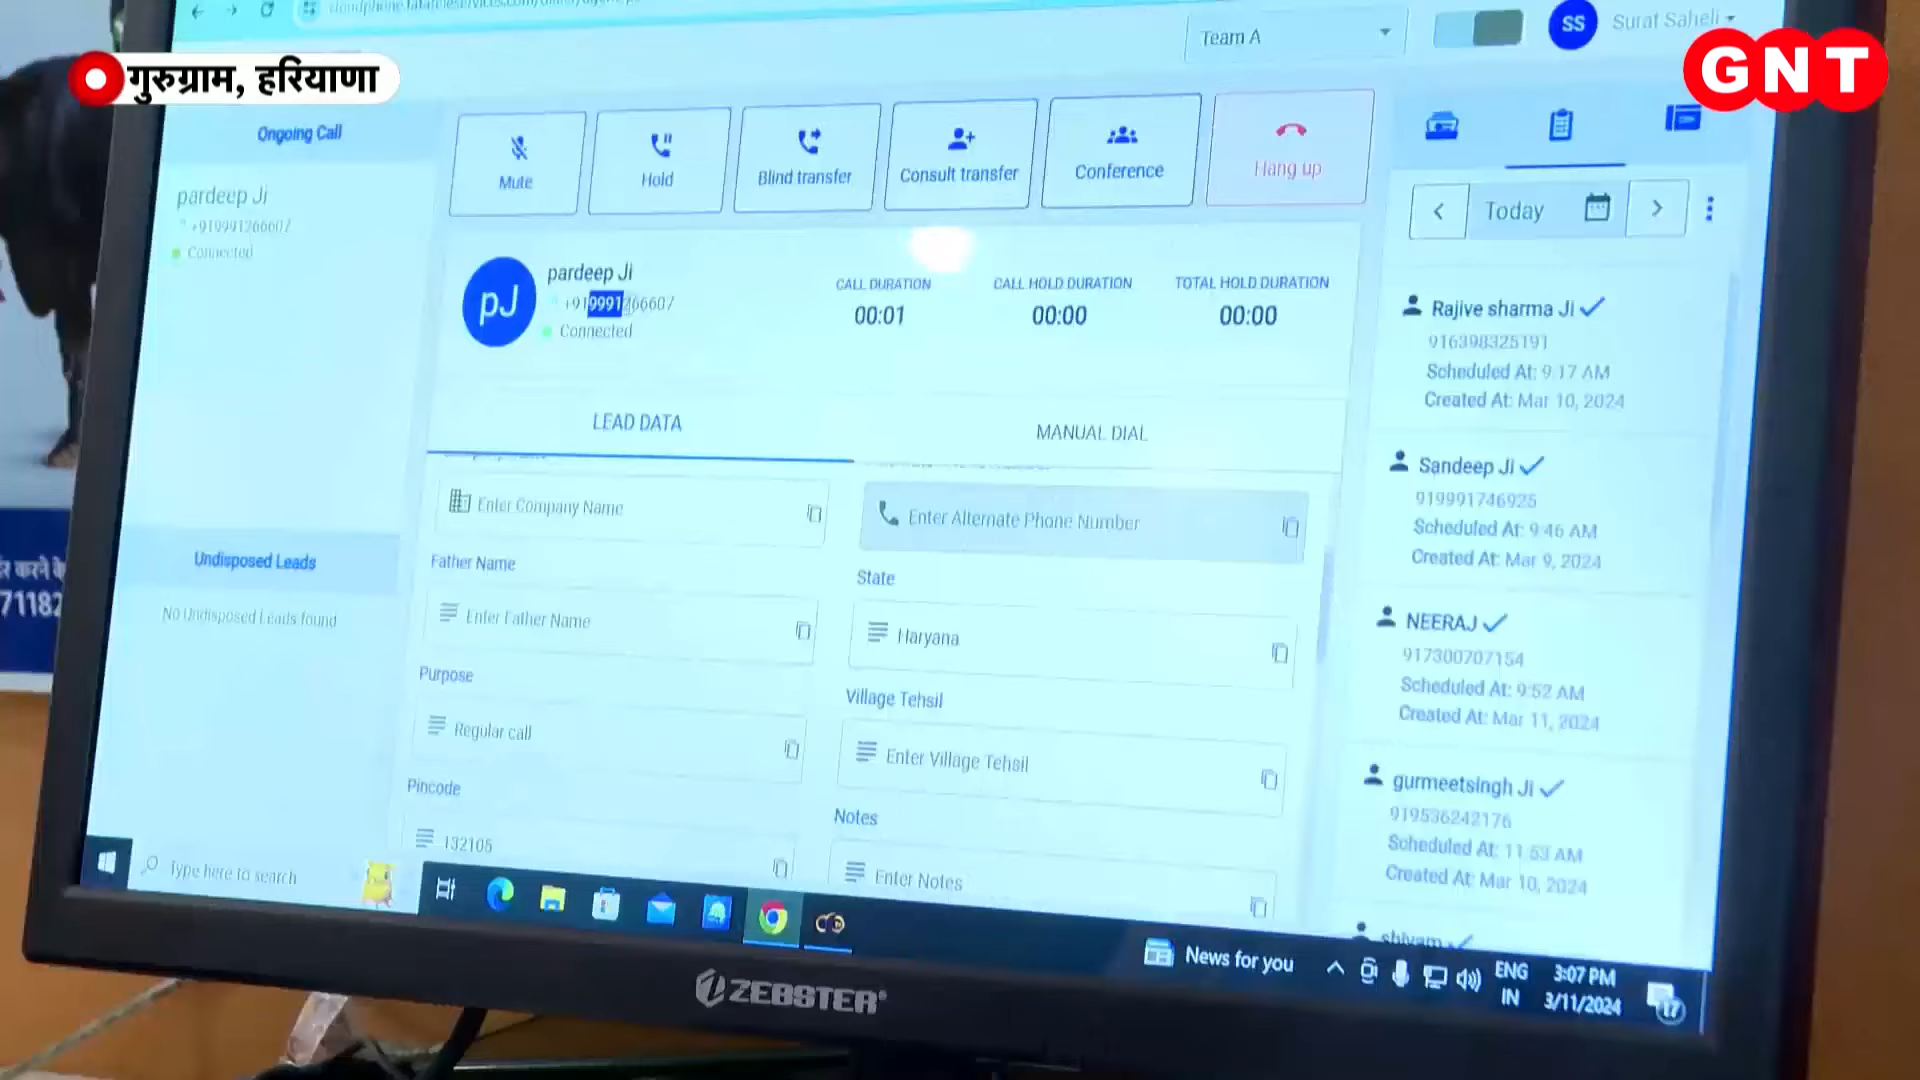 गुरुग्राम, हरियाणा
GNT
Team A
SS
Surat Saheli
Ongoing Call
pardeep Ji
+919991266607
Connected
Mute
Hold
Blind transfer
Consult transfer
Conference
Hang up
pJ
pardeep Ji
+919991266607
Connected
CALL DURATION
00:01
CALL HOLD DURATION
00:00
TOTAL HOLD DURATION
00:00
LEAD DATA
MANUAL DIAL
Enter Company Name
Enter Alternate Phone Number
Father Name
Enter Father Name
State
Haryana
Purpose
Regular call
Village Tehsil
Enter Village Tehsil
Pincode
132105
Notes
Enter Notes
Undisposed Leads
No Undisposed Leads found
Today
Rajive sharma Ji
916398325191
Scheduled At: 9:17 AM
Created At: Mar 10, 2024
Sandeep Ji
919991746925
Scheduled At: 9:46 AM
Created At: Mar 9, 2024
NEERAJ
917300707154
Scheduled At: 9:52 AM
Created At: Mar 11, 2024
gurmeetsingh Ji
919536242176
Scheduled At: 11:53 AM
Created At: Mar 10, 2024
shivam
करने के
71182
Type here to search
News for you
ENG
IN
3:07 PM
3/11/2024
17
ZEBSTER